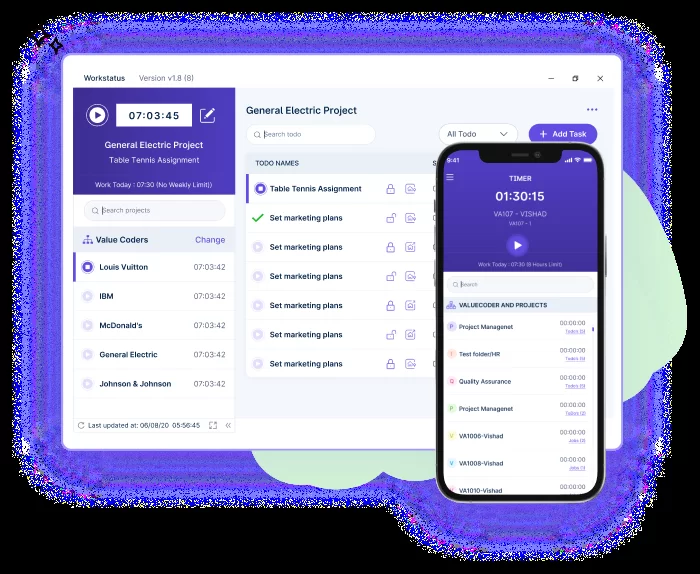 Workstatus Version v1.8 (8)
07:03:45
General Electric Project
Table Tennis Assignment
Work Today : 07:30 (No Weekly Limit))
Search projects
Value Coders Change
Louis Vuitton 07:03:42
IBM 07:03:42
McDonald's 07:03:42
General Electric 07:03:42
Johnson & Johnson 07:03:42
Last updated at: 06/08/20 05:56:45
General Electric Project
Search todo
All Todo
+ Add Task
TODO NAMES
Table Tennis Assignment
Set marketing plans
Set marketing plans
Set marketing plans
Set marketing plans
Set marketing plans
Set marketing plans
9:41
TIMER
01:30:15
VA107 - VISHAD
VA107 - 1
Work Today : 07:30 (8 Hours Limit)
Search
VALUECODER AND PROJECTS
P Project Managenet 00:00:00
Todo's (5)
T Test folder/HR 00:00:00
Todo's (5)
Q Quality Assurance 00:00:00
Todo's (5)
P Project Managenet 00:00:00
Todos (2)
V VA1006-Vishad 00:00:00
Jobs (2)
V VA1008-Vishad 00:00:00
Jobs (1)
V VA1010-Vishad 00:00:00